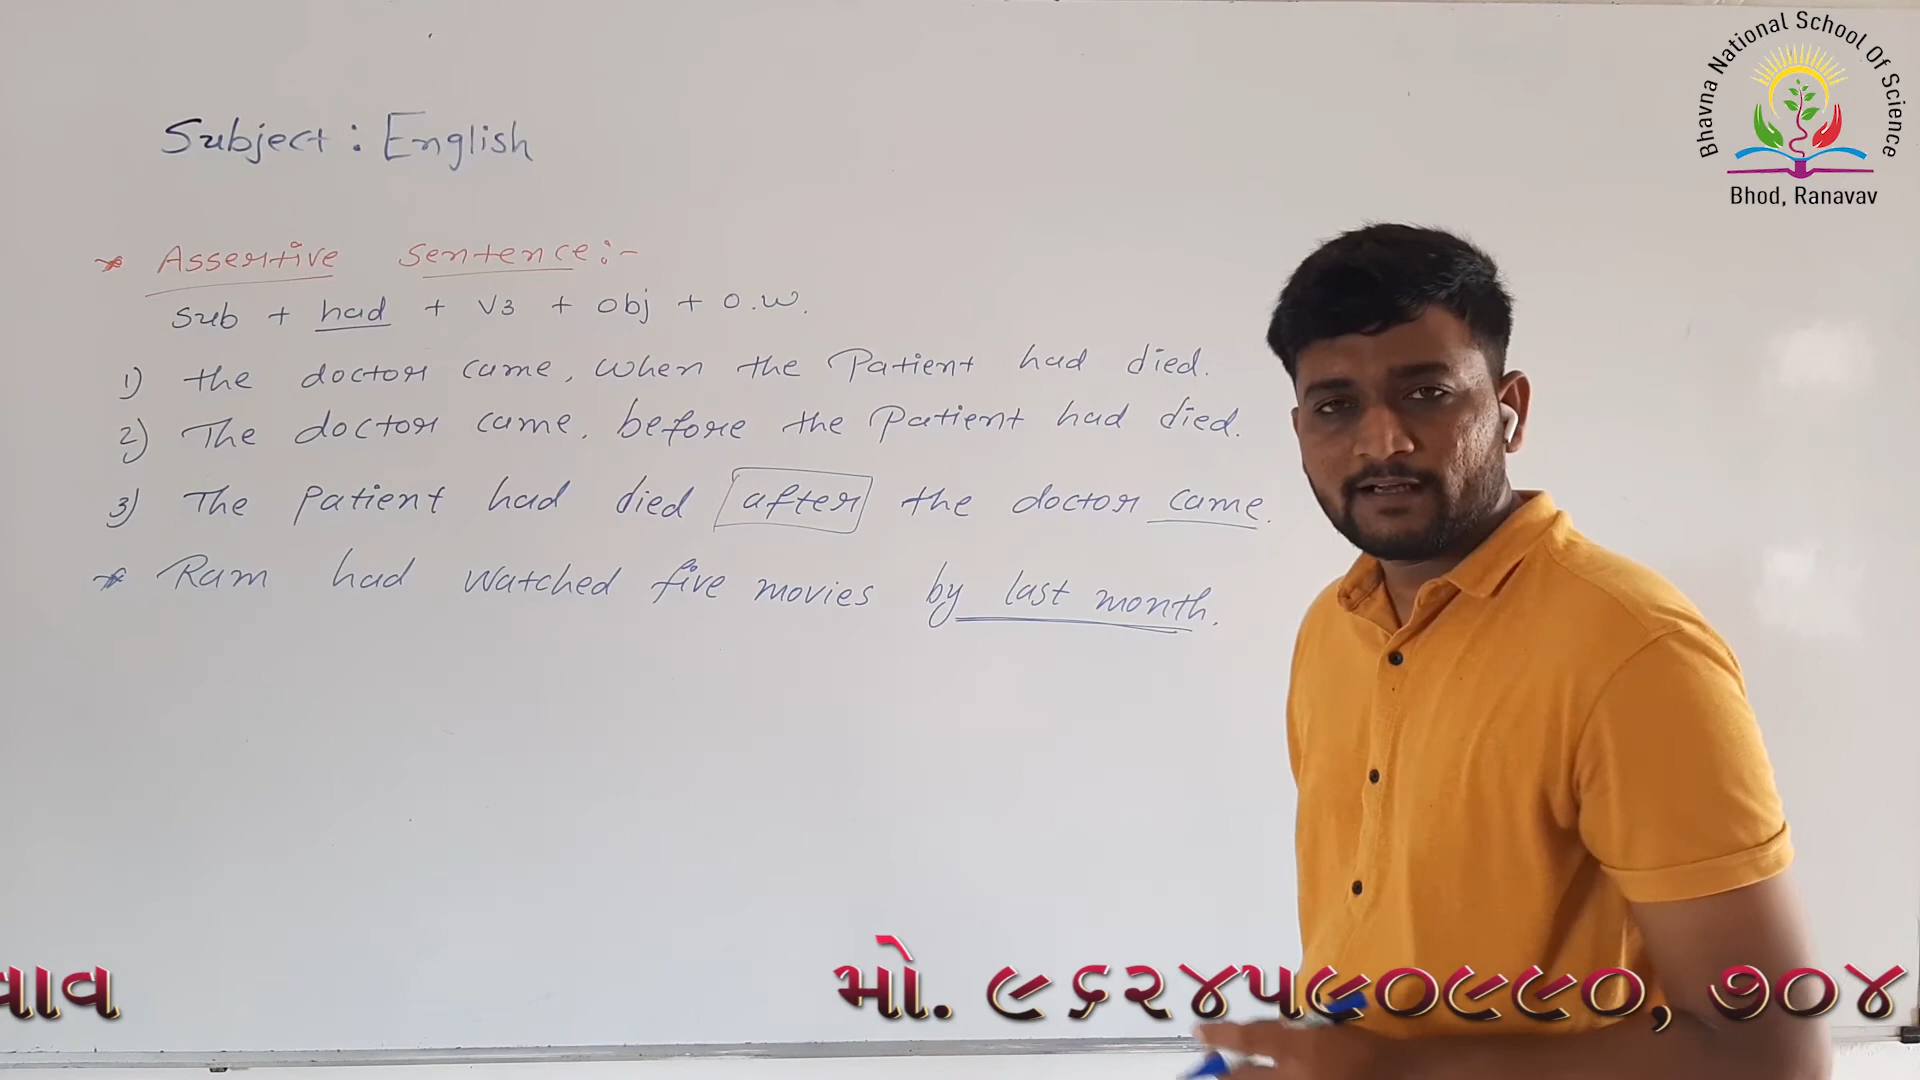 Bhavna National School Of Science
Bhod, Ranavav
Subject : English
* Assertive Sentence:-
Sub + had + V3 + obj + O.W.
1) the doctor came, when the Patient had died.
2) The doctor came, before the Patient had died.
3) The Patient had died after the doctor came.
* Ram had watched five movies by last month.
વાવ મો. ૯૬૨૪૫૯૦૯૯૦, ૭૦૪